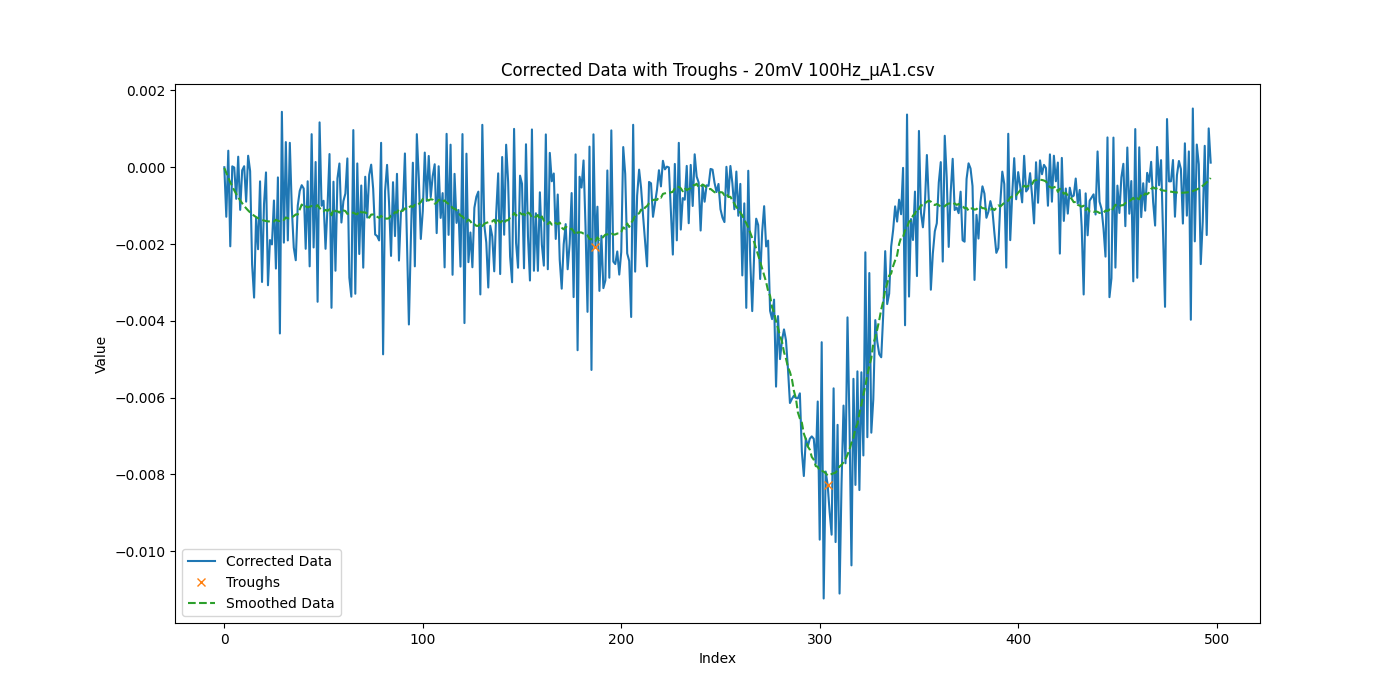 Corrected Data with Troughs - 20mV 100Hz_µA1.csv
0.002
0.000
−0.002
−0.004
−0.006
−0.008
−0.010
Value
Corrected Data
Troughs
Smoothed Data
0 100 200 300 400 500
Index